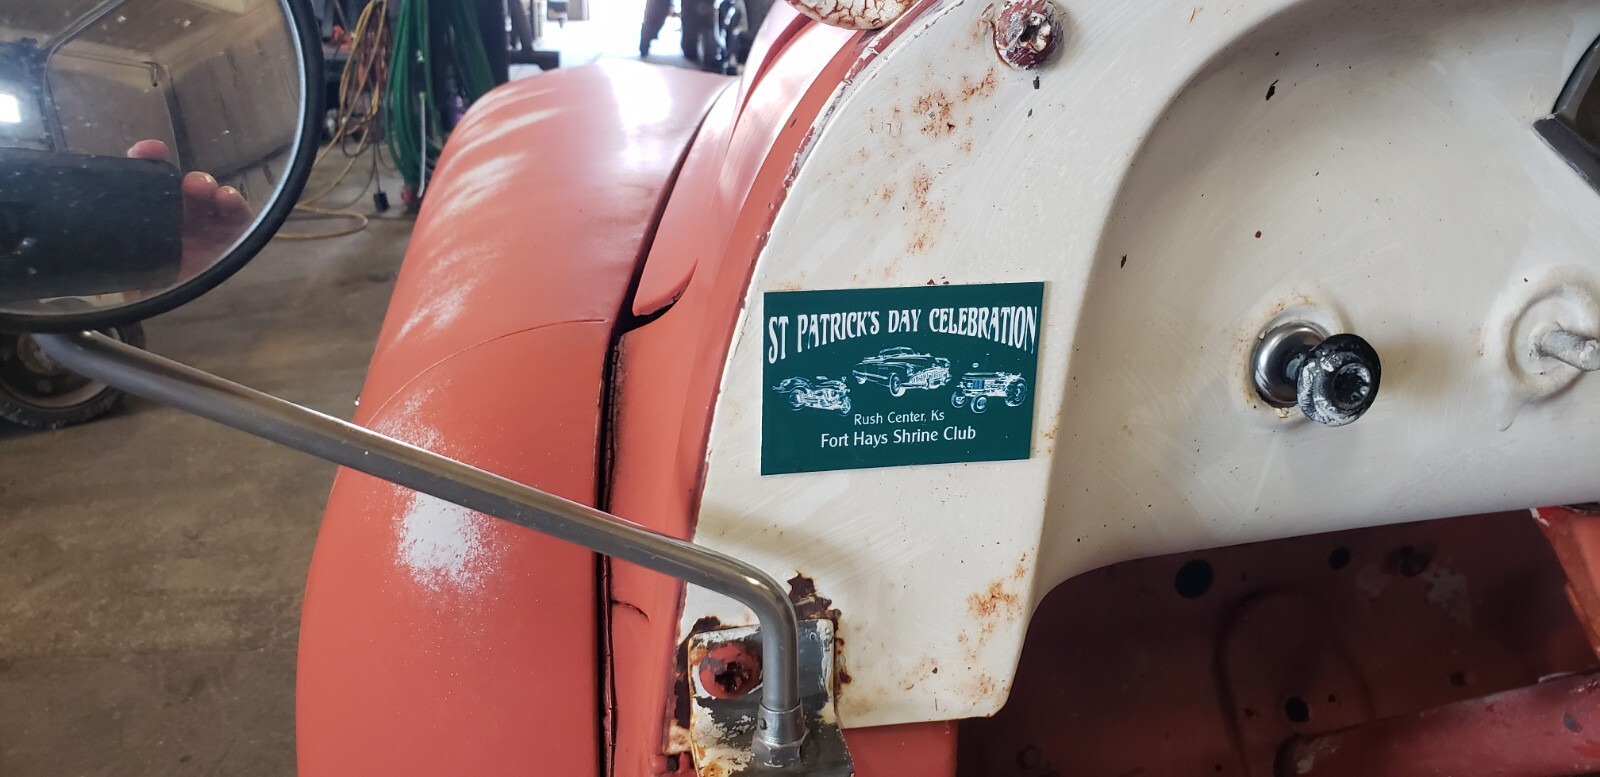 ST PATRICK'S DAY CELEBRATION
Rush Center, Ks
Fort Hays Shrine Club